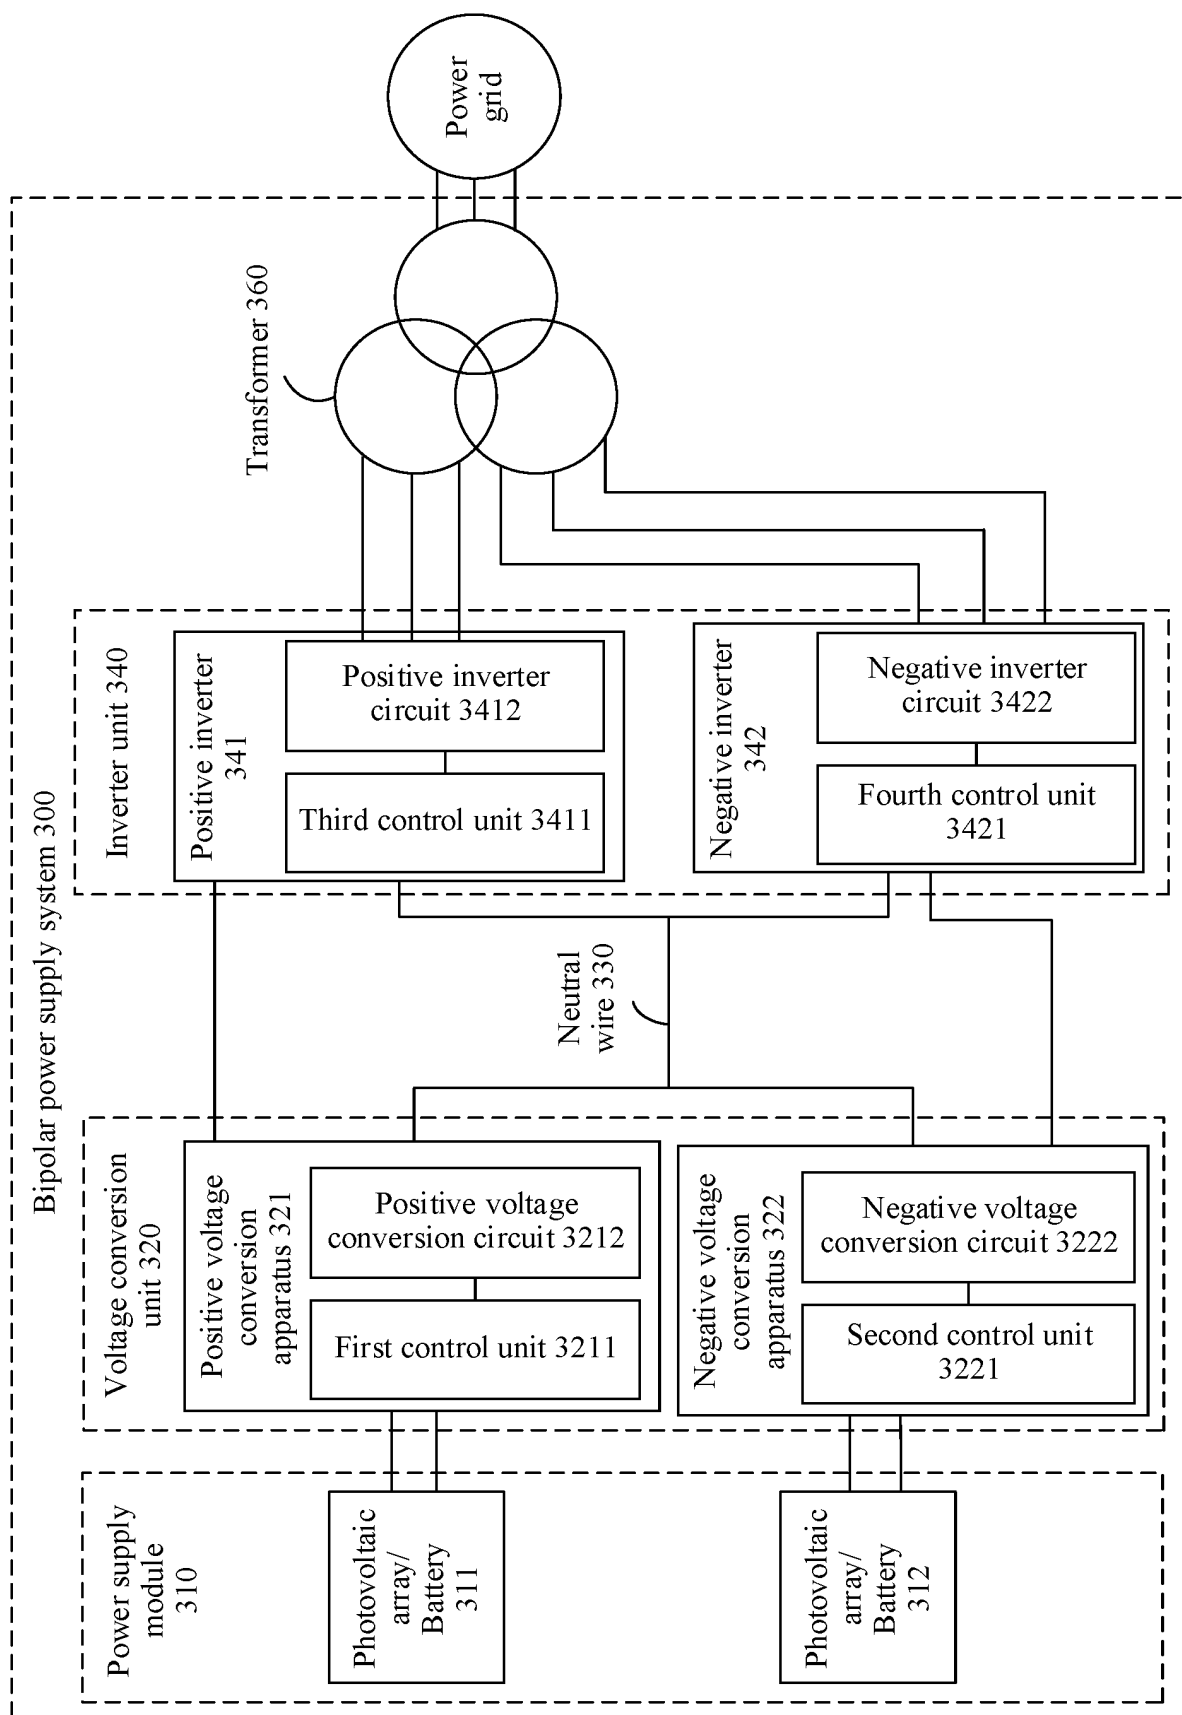 Power
grid
Transformer 360
Bipolar power supply system 300
Inverter unit 340
Positive inverter
341
Positive inverter
circuit 3412
Third control unit 3411
Negative inverter
342
Negative inverter
circuit 3422
Fourth control unit
3421
Neutral
wire 330
Voltage conversion
unit 320
Positive voltage
conversion
apparatus 321
Positive voltage
conversion circuit 3212
First control unit 3211
Negative voltage
conversion
apparatus 322
Negative voltage
conversion circuit 3222
Second control unit
3221
Power supply
module
310
Photovoltaic
array/
Battery
311
Photovoltaic
array/
Battery
312